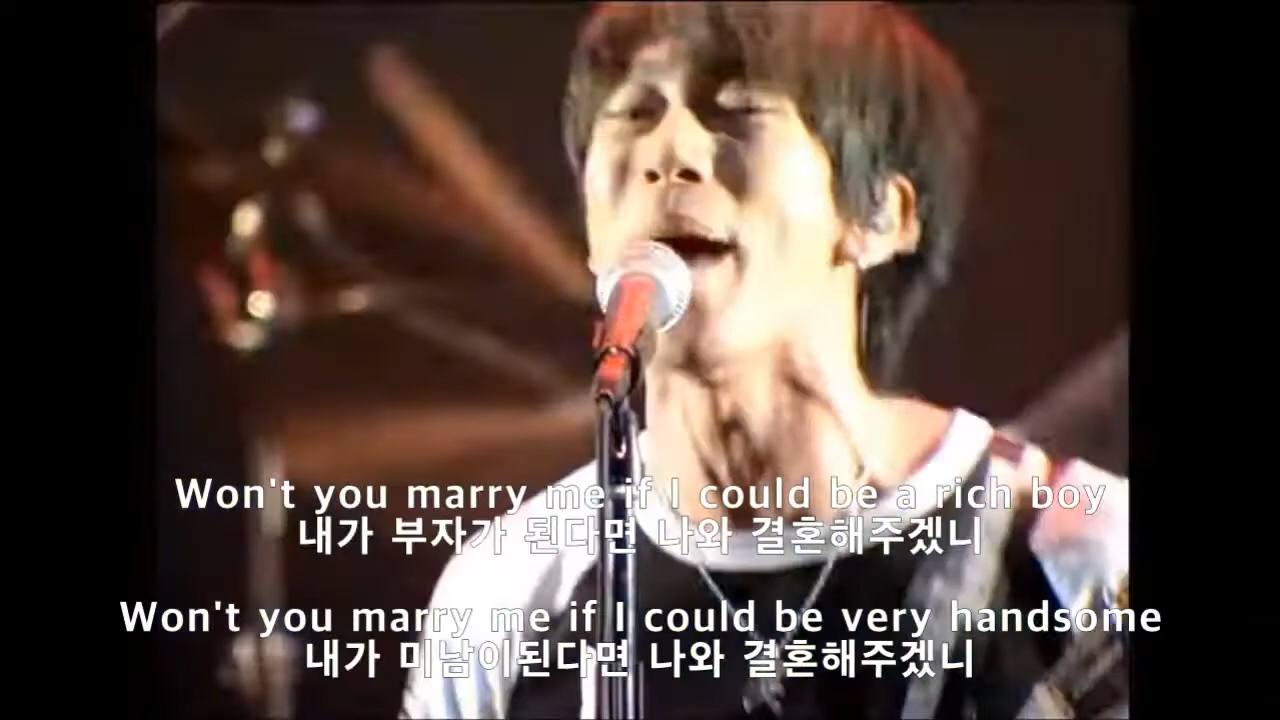 Won't you marry me if I could be a rich boy
내가 부자가 된다면 나와 결혼해주겠니
Won't you marry me if I could be very handsome
내가 미남이된다면 나와 결혼해주겠니